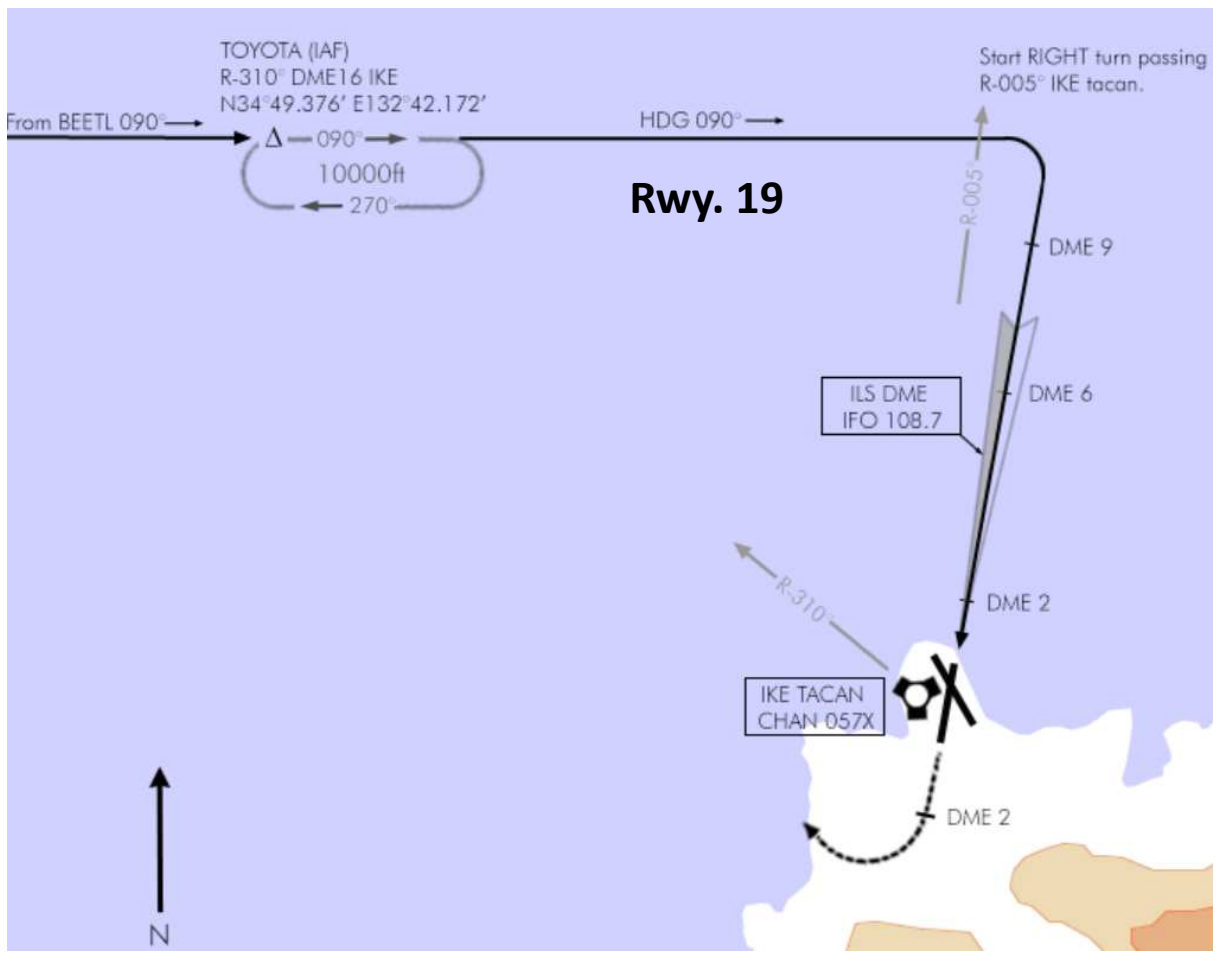 TOYOTA (IAF)
R-310° DME16 IKE
N34°49.376' E132°42.172'
Start RIGHT turn passing
R-005° IKE tacan.
From BEETL 090°
HDG 090°
090°
10000ft
270°
Rwy. 19
R-005°
DME 9
ILS DME
IFO 108.7
DME 6
R-310°
DME 2
IKE TACAN
CHAN 057X
DME 2
N